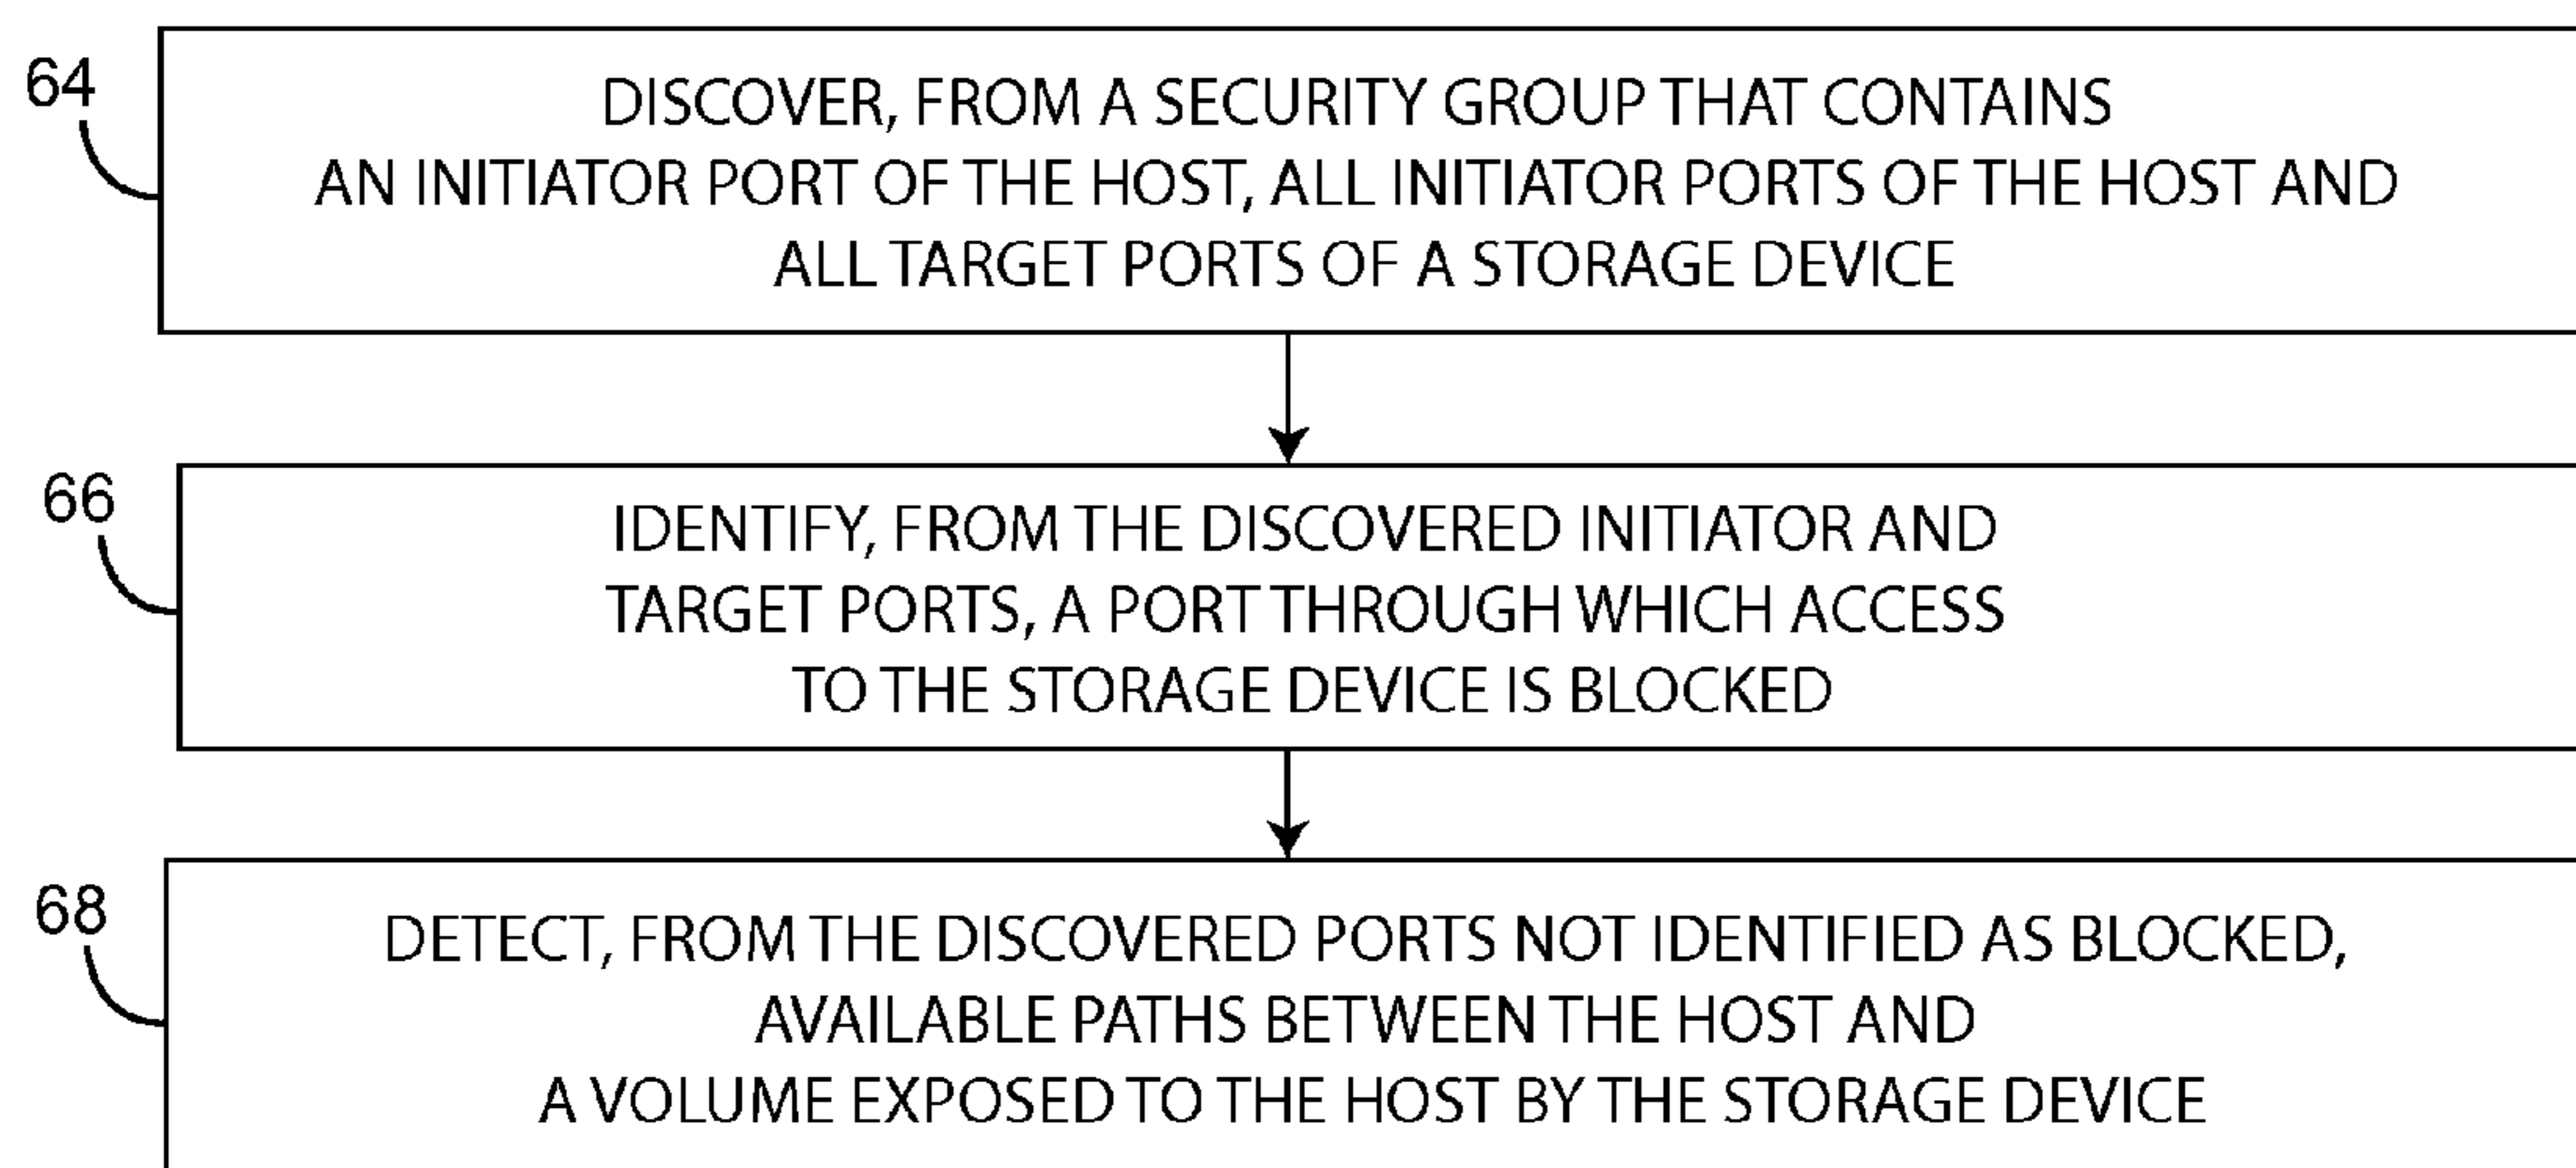 64
DISCOVER, FROM A SECURITY GROUP THAT CONTAINS
AN INITIATOR PORT OF THE HOST, ALL INITIATOR PORTS OF THE HOST AND
ALL TARGET PORTS OF A STORAGE DEVICE
66
IDENTIFY, FROM THE DISCOVERED INITIATOR AND
TARGET PORTS, A PORT THROUGH WHICH ACCESS
TO THE STORAGE DEVICE IS BLOCKED
68
DETECT, FROM THE DISCOVERED PORTS NOT IDENTIFIED AS BLOCKED,
AVAILABLE PATHS BETWEEN THE HOST AND
A VOLUME EXPOSED TO THE HOST BY THE STORAGE DEVICE